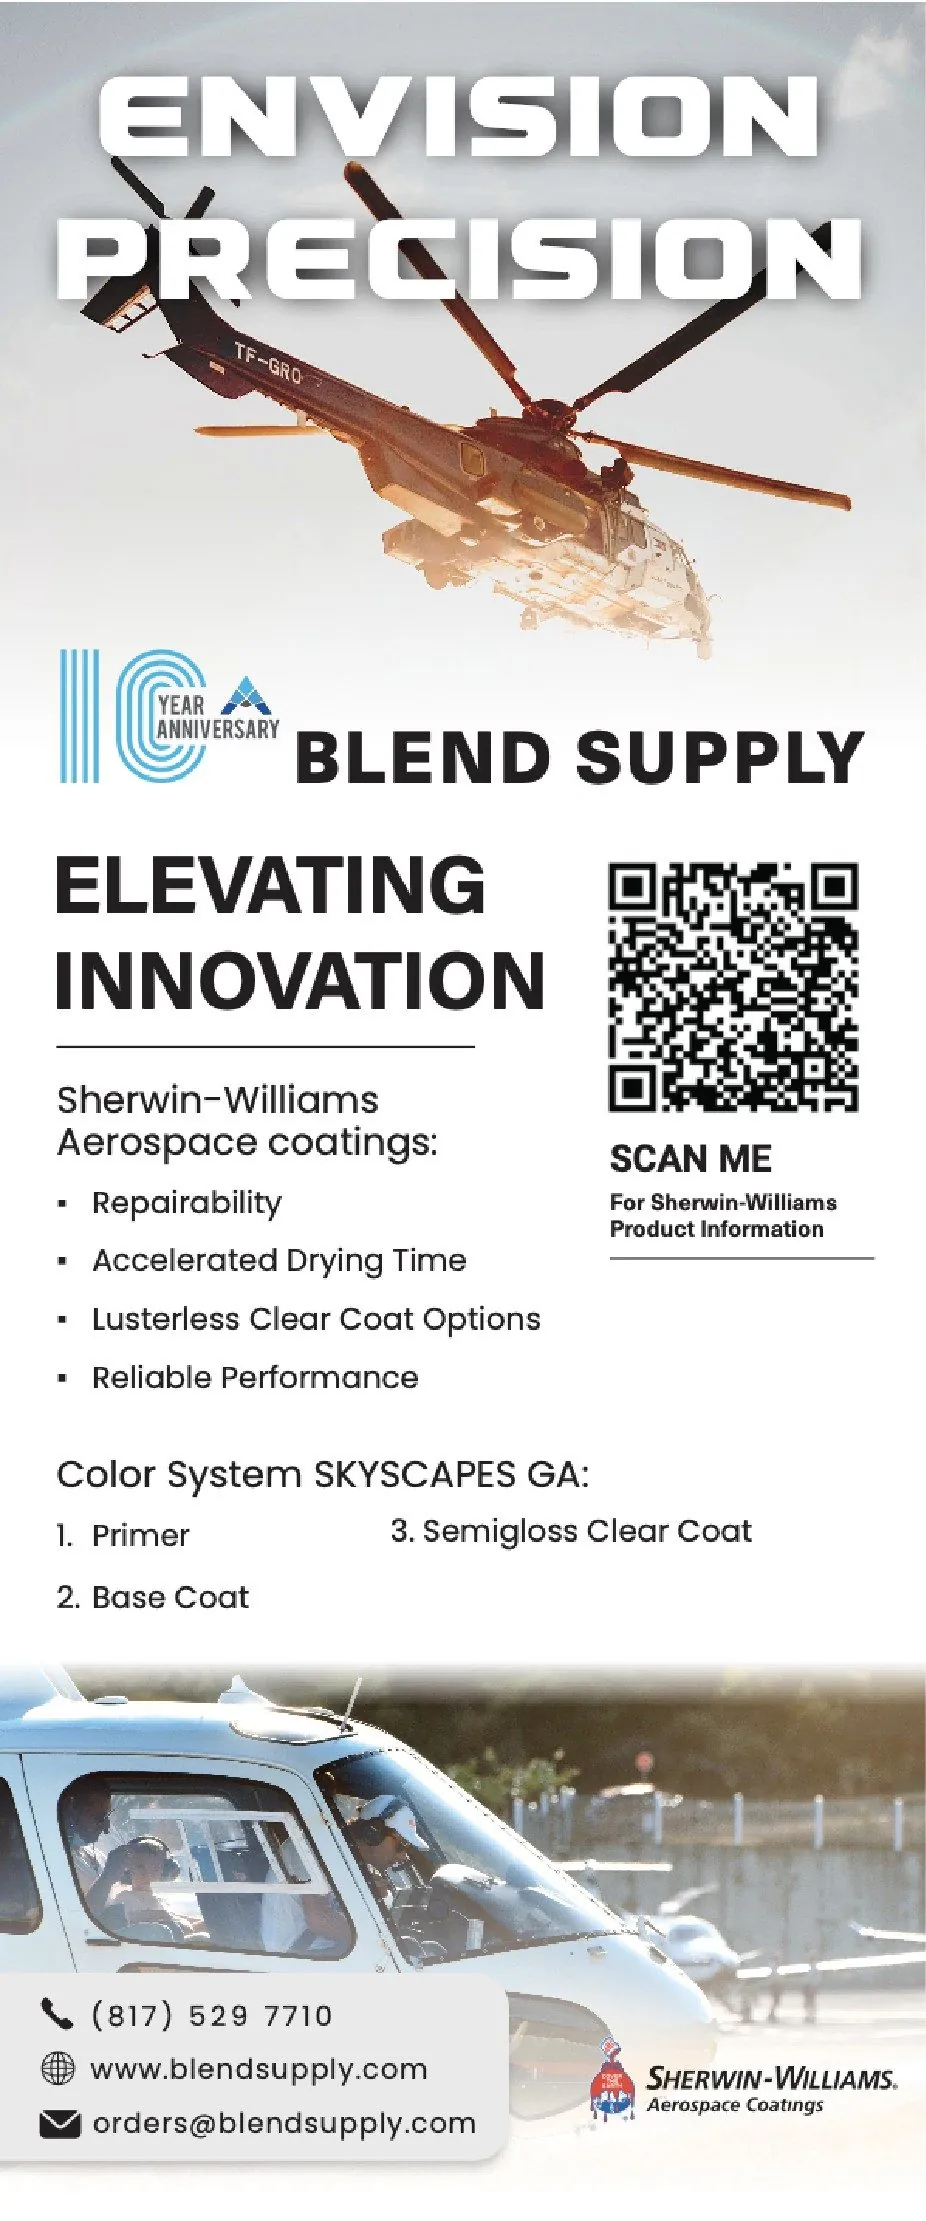 ENVISION
PRECISION
TF-GRO
10
YEAR
ANNIVERSARY
BLEND SUPPLY
ELEVATING
INNOVATION
SCAN ME
For Sherwin-Williams
Product Information
Sherwin-Williams
Aerospace coatings:
▪ Repairability
▪ Accelerated Drying Time
▪ Lusterless Clear Coat Options
▪ Reliable Performance
Color System SKYSCAPES GA:
1. Primer
2. Base Coat
3. Semigloss Clear Coat
(817) 529 7710
www.blendsupply.com
orders@blendsupply.com
SHERWIN-WILLIAMS.
Aerospace Coatings